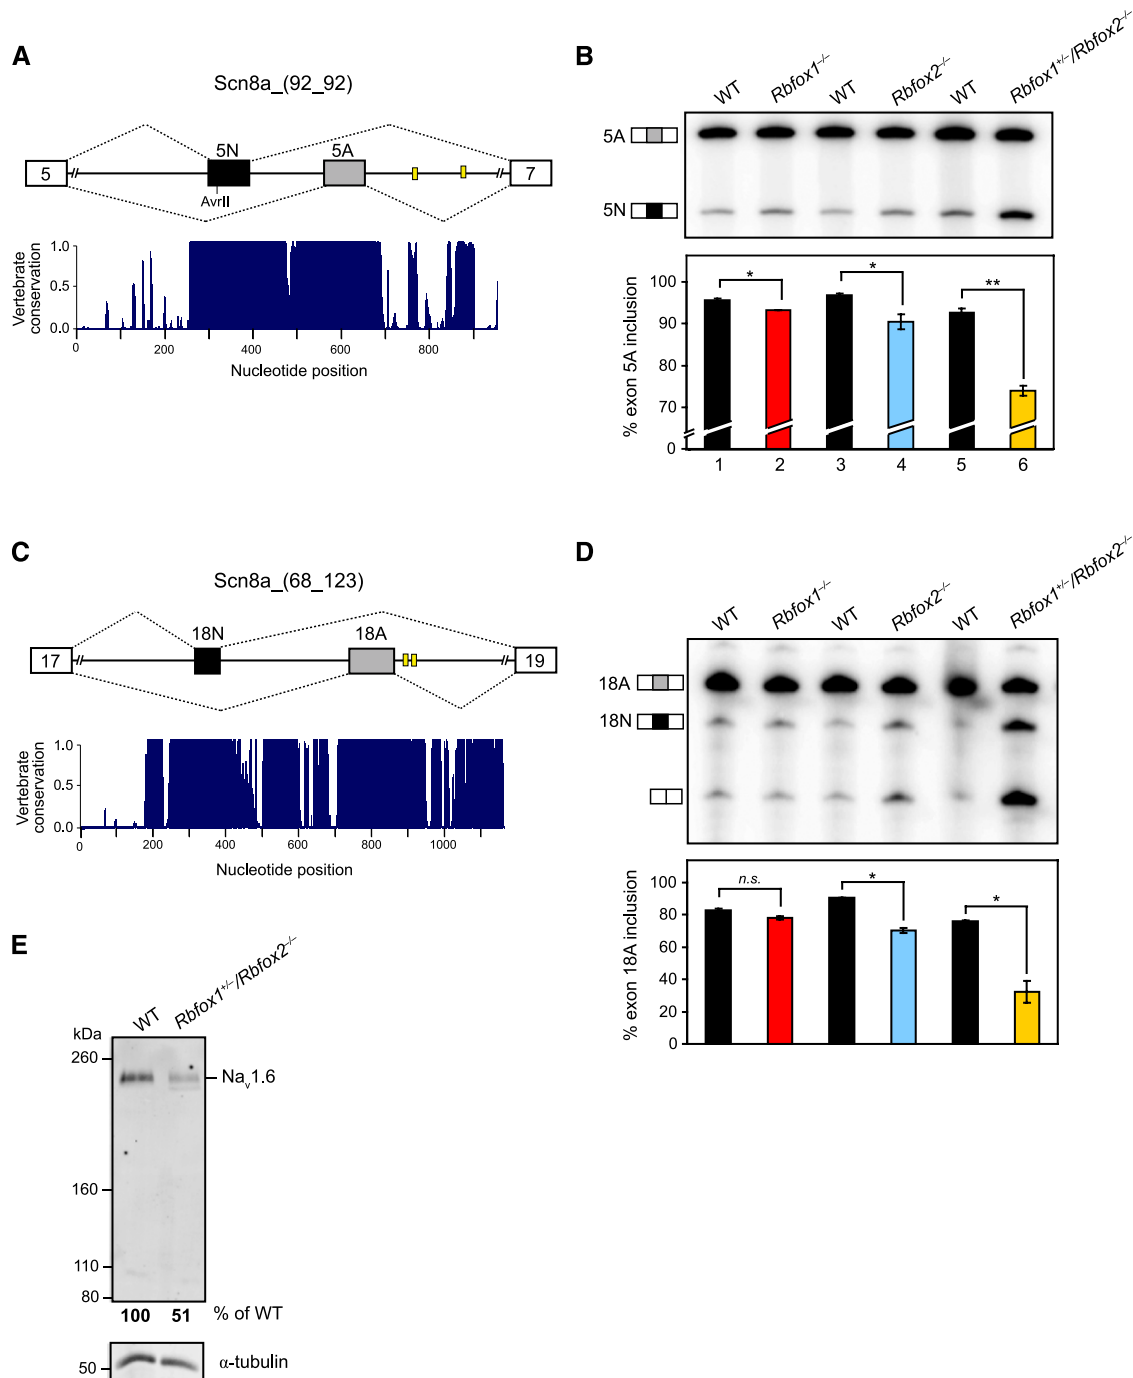 A
Scn8a_(92_92)
5
5N
5A
7
AvrII
Vertebrate
conservation
1.0
0.5
0.0
0
200
400
600
800
Nucleotide position
B
WT
Rbfox1–/–
WT
Rbfox2–/–
WT
Rbfox1+/–/Rbfox2–/–
5A
5N
% exon 5A inclusion
100
90
80
70
0
*
*
**
1
2
3
4
5
6
C
Scn8a_(68_123)
17
18N
18A
19
Vertebrate
conservation
1.0
0.5
0.0
0
200
400
600
800
1000
Nucleotide position
D
WT
Rbfox1–/–
WT
Rbfox2–/–
WT
Rbfox1+/–/Rbfox2–/–
18A
18N
% exon 18A inclusion
100
80
60
40
20
0
n.s.
*
*
E
WT
Rbfox1+/–/Rbfox2–/–
kDa
260
Nav1.6
160
110
80
100 51 % of WT
50
α-tubulin